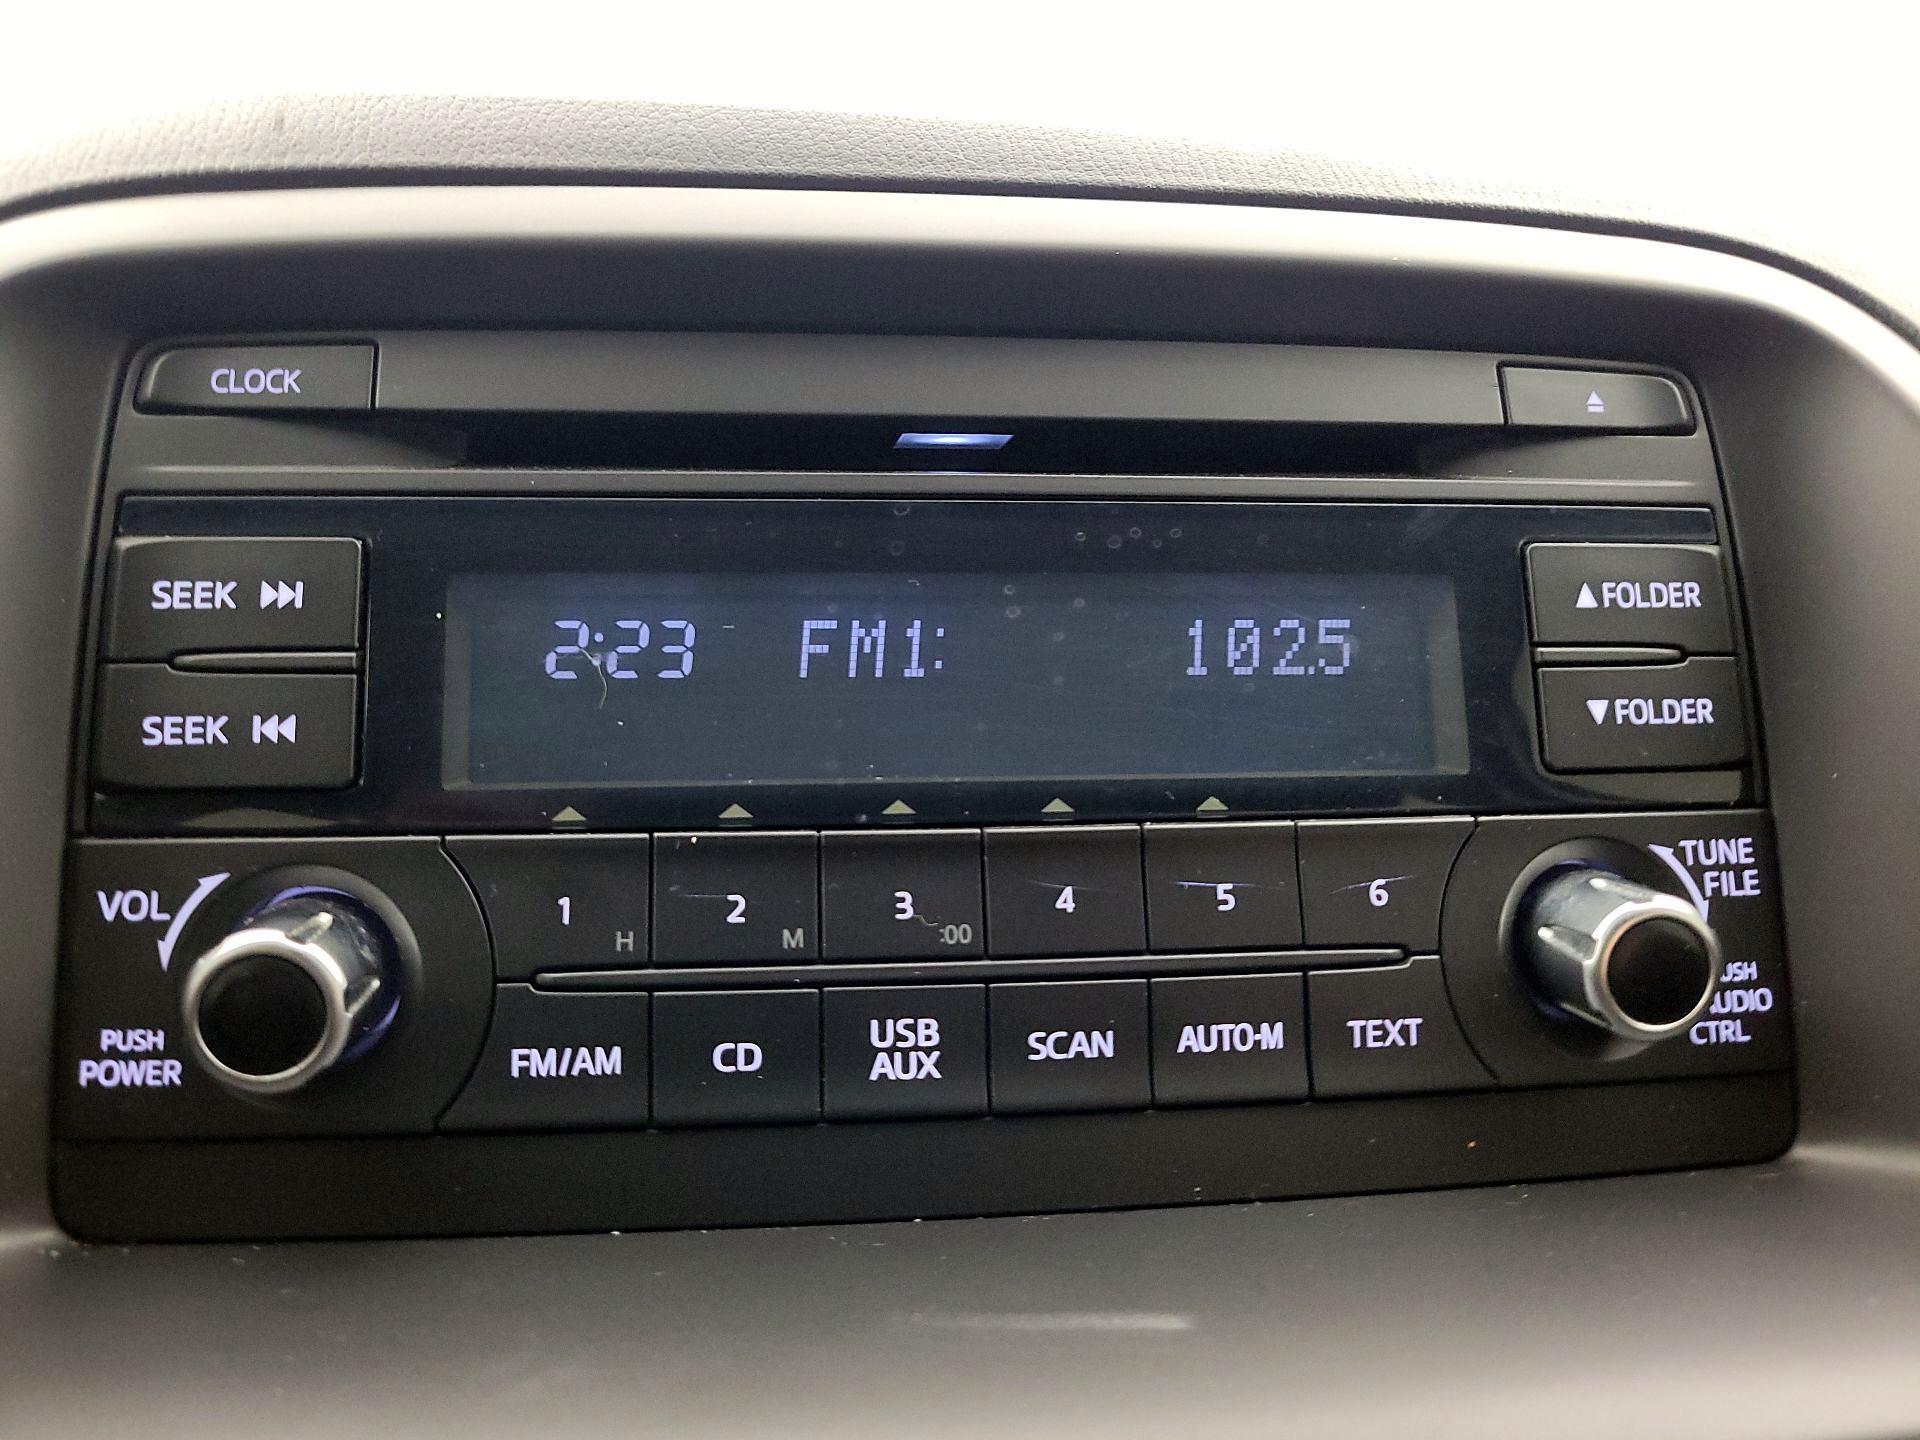 CLOCK
SEEK
2:23 FM1: 102.5
FOLDER
SEEK
FOLDER
VOL
1 H
2 M
3 :00
4
5
6
TUNE
FILE
PUSH
POWER
FM/AM
CD
USB
AUX
SCAN
AUTO-M
TEXT
CTRL